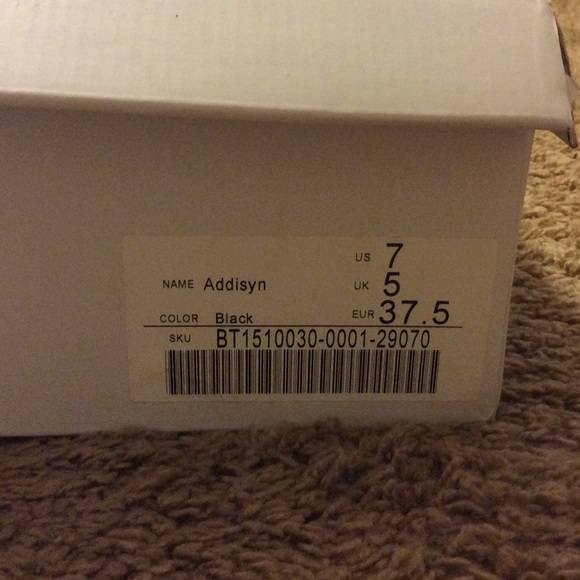 US 7
NAME Addisyn UK 5
COLOR Black EUR 37.5
SKU BT1510030-0001-29070